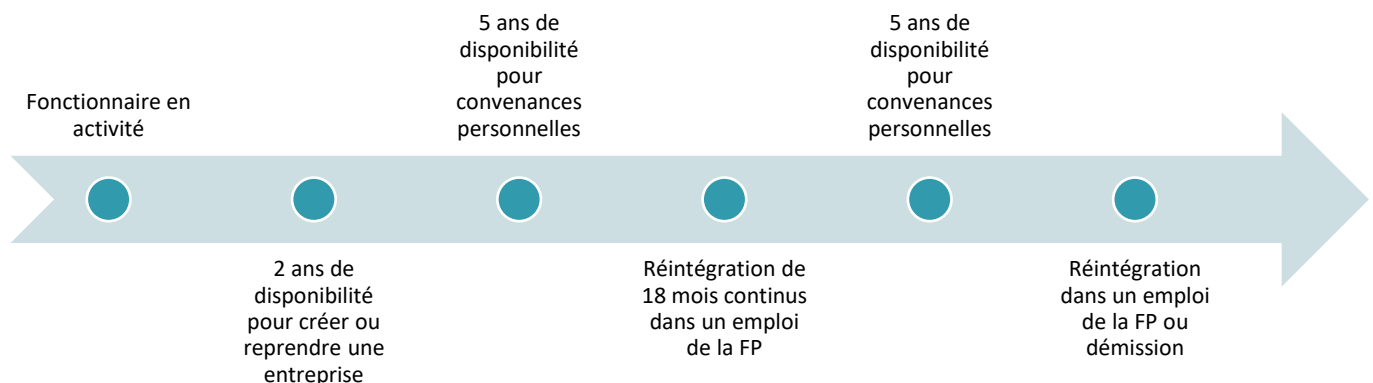 Fonctionnaire en
activité
2 ans de
disponibilité
pour créer ou
reprendre une
entreprise
5 ans de
disponibilité
pour
convenances
personnelles
Réintégration de
18 mois continus
dans un emploi
de la FP
5 ans de
disponibilité
pour
convenances
personnelles
Réintégration
dans un emploi
de la FP ou
démission